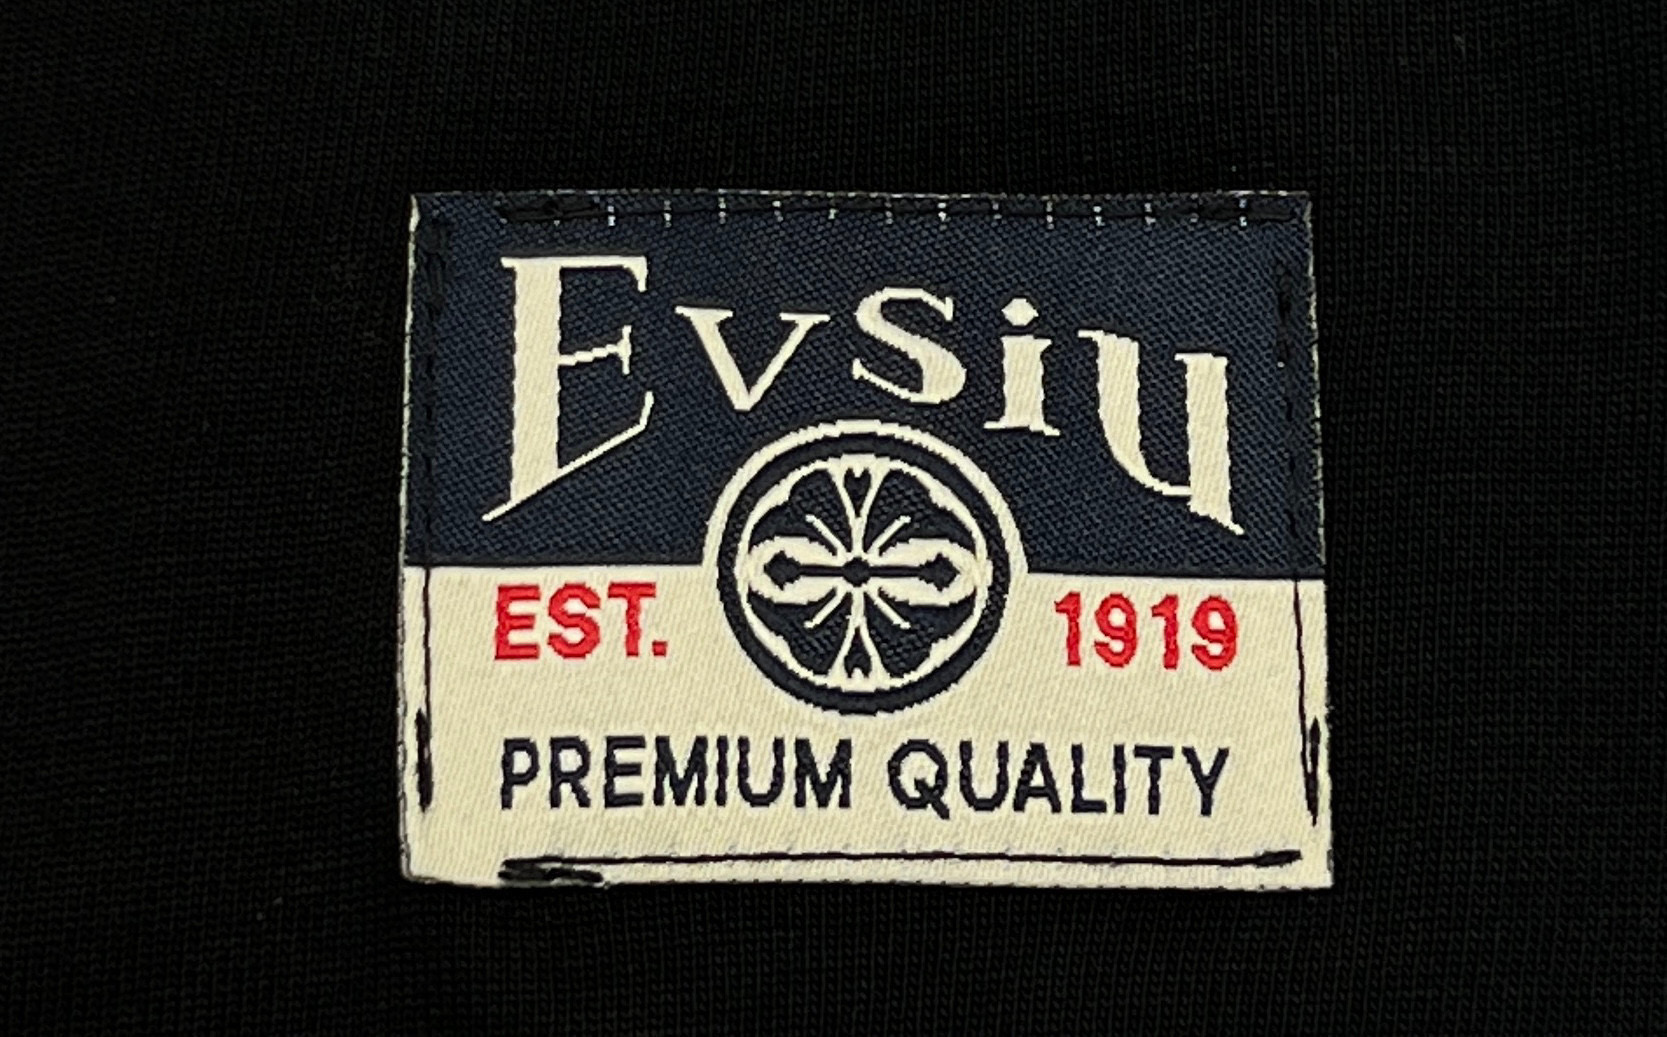 Evsiu
EST. 1919
PREMIUM QUALITY